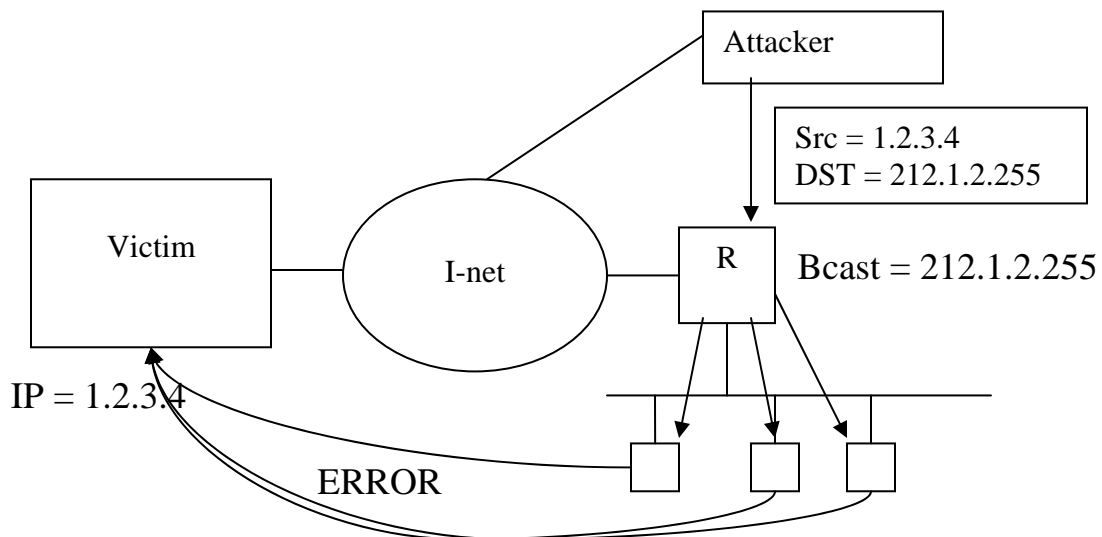 Attacker
Src = 1.2.3.4
DST = 212.1.2.255
Victim
I-net
R
Bcast = 212.1.2.255
IP = 1.2.3.4
ERROR